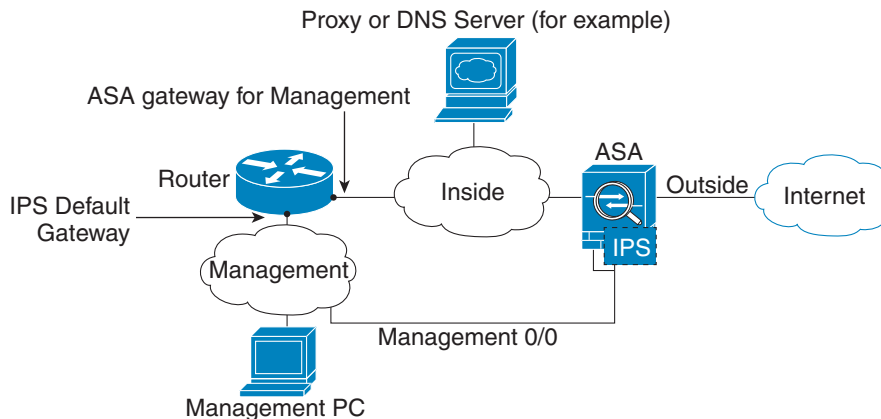 Proxy or DNS Server (for example)
ASA gateway for Management
ASA
Router
Inside
Outside
Internet
IPS Default
Gateway
IPS
Management
Management 0/0
Management PC